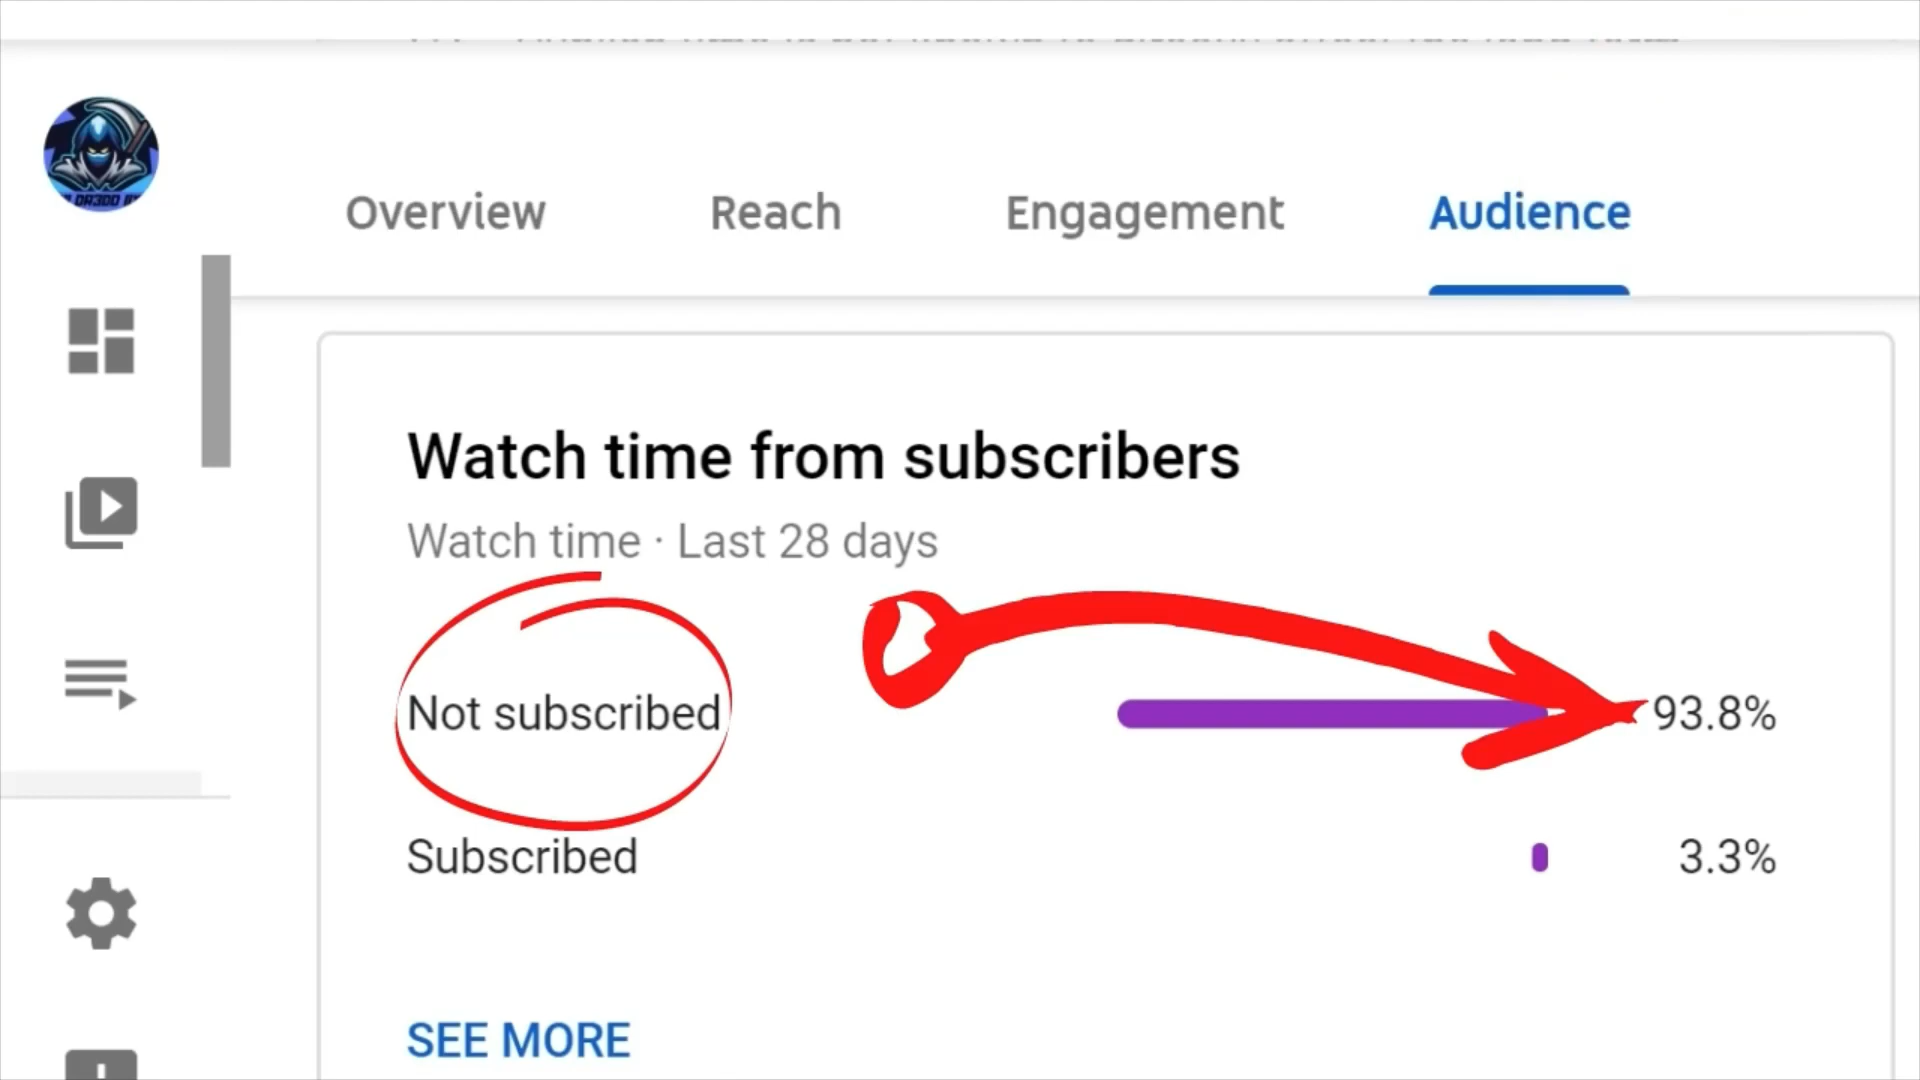 Overview Reach Engagement Audience
Watch time from subscribers
Watch time · Last 28 days
Not subscribed 93.8%
Subscribed 3.3%
SEE MORE